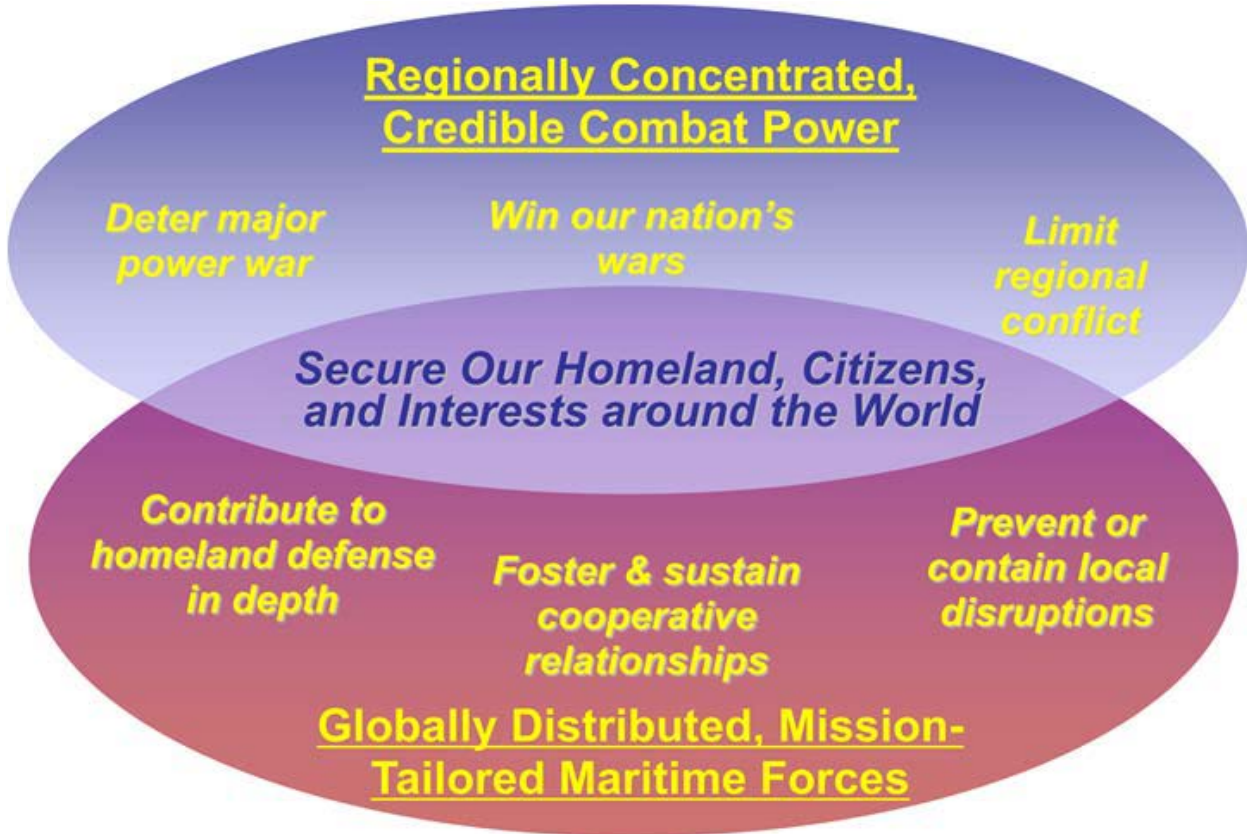 Regionally Concentrated,
Credible Combat Power
Deter major
power war
Win our nation's
wars
Limit
regional
conflict
Secure Our Homeland, Citizens,
and Interests around the World
Contribute to
homeland defense
in depth
Foster & sustain
cooperative
relationships
Prevent or
contain local
disruptions
Globally Distributed, Mission-
Tailored Maritime Forces